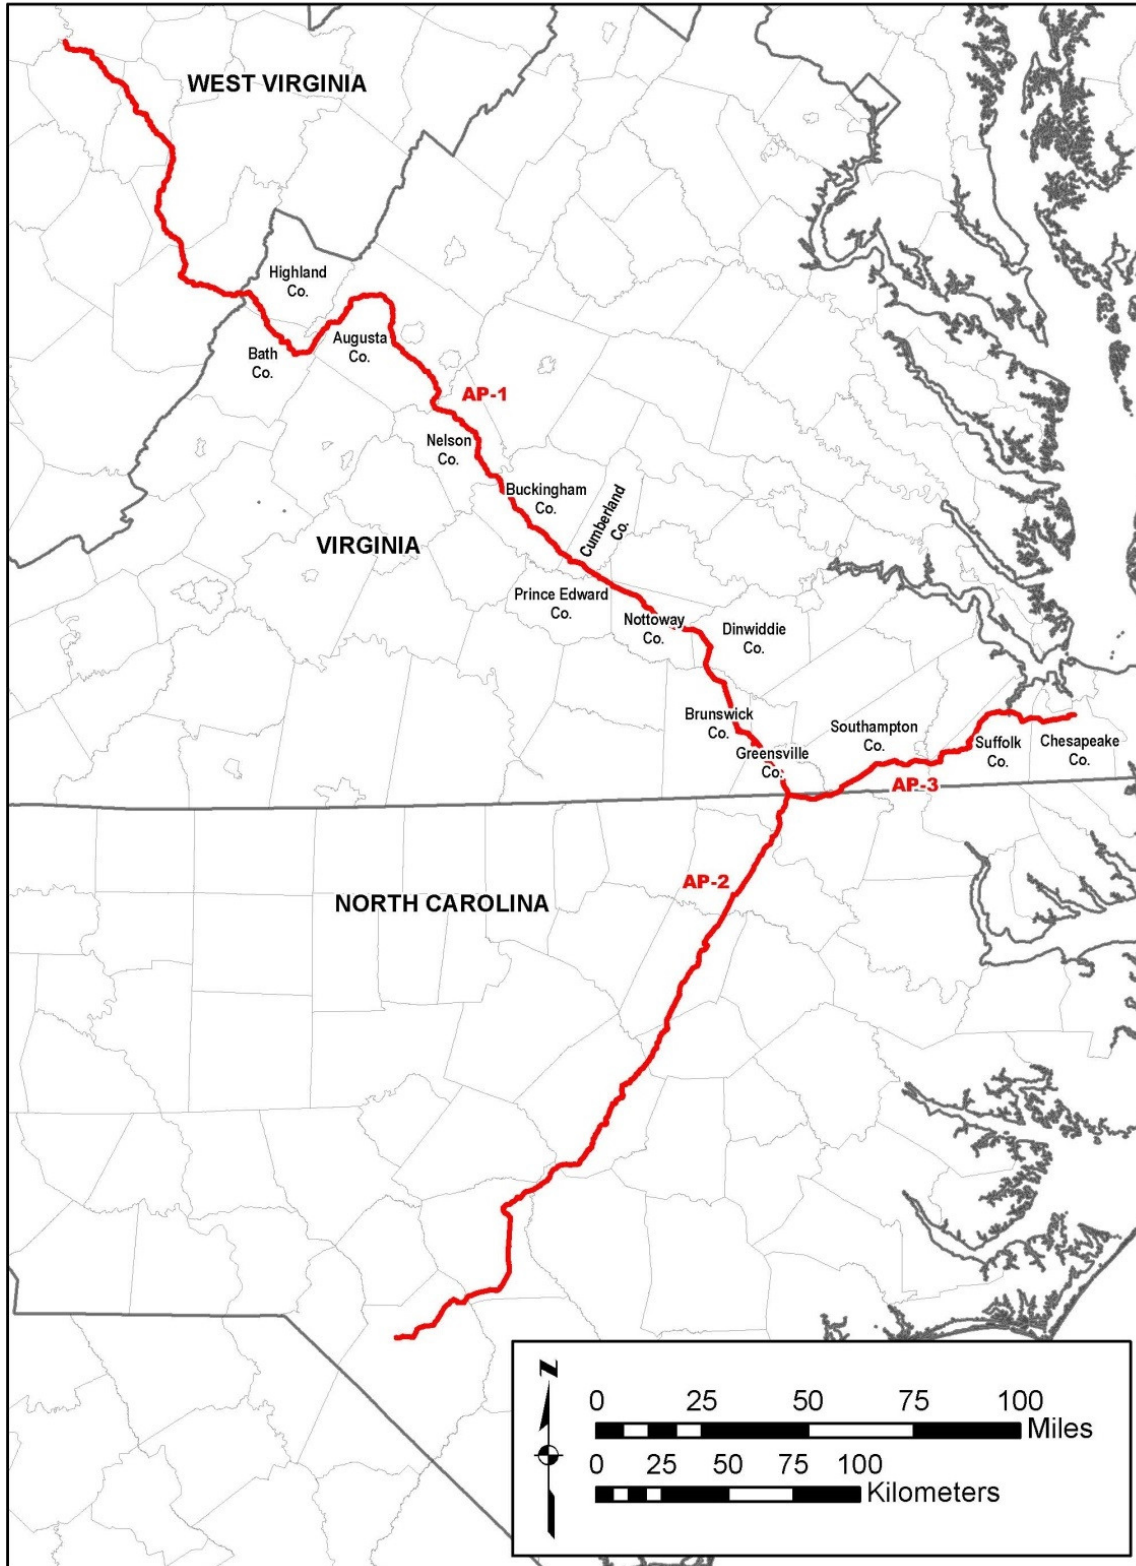 WEST VIRGINIA
Highland
Co.
Augusta
Co.
Bath
Co.
AP-1
Nelson
Co.
Buckingham
Co.
Cumberland
Co.
VIRGINIA
Prince Edward
Co.
Nottoway
Co.
Dinwiddie
Co.
Brunswick
Co.
Greensville
Co.
Southampton
Co.
Suffolk
Co.
Chesapeake
Co.
AP-3
AP-2
NORTH CAROLINA
N
0 25 50 75 100
Miles
0 25 50 75 100
Kilometers